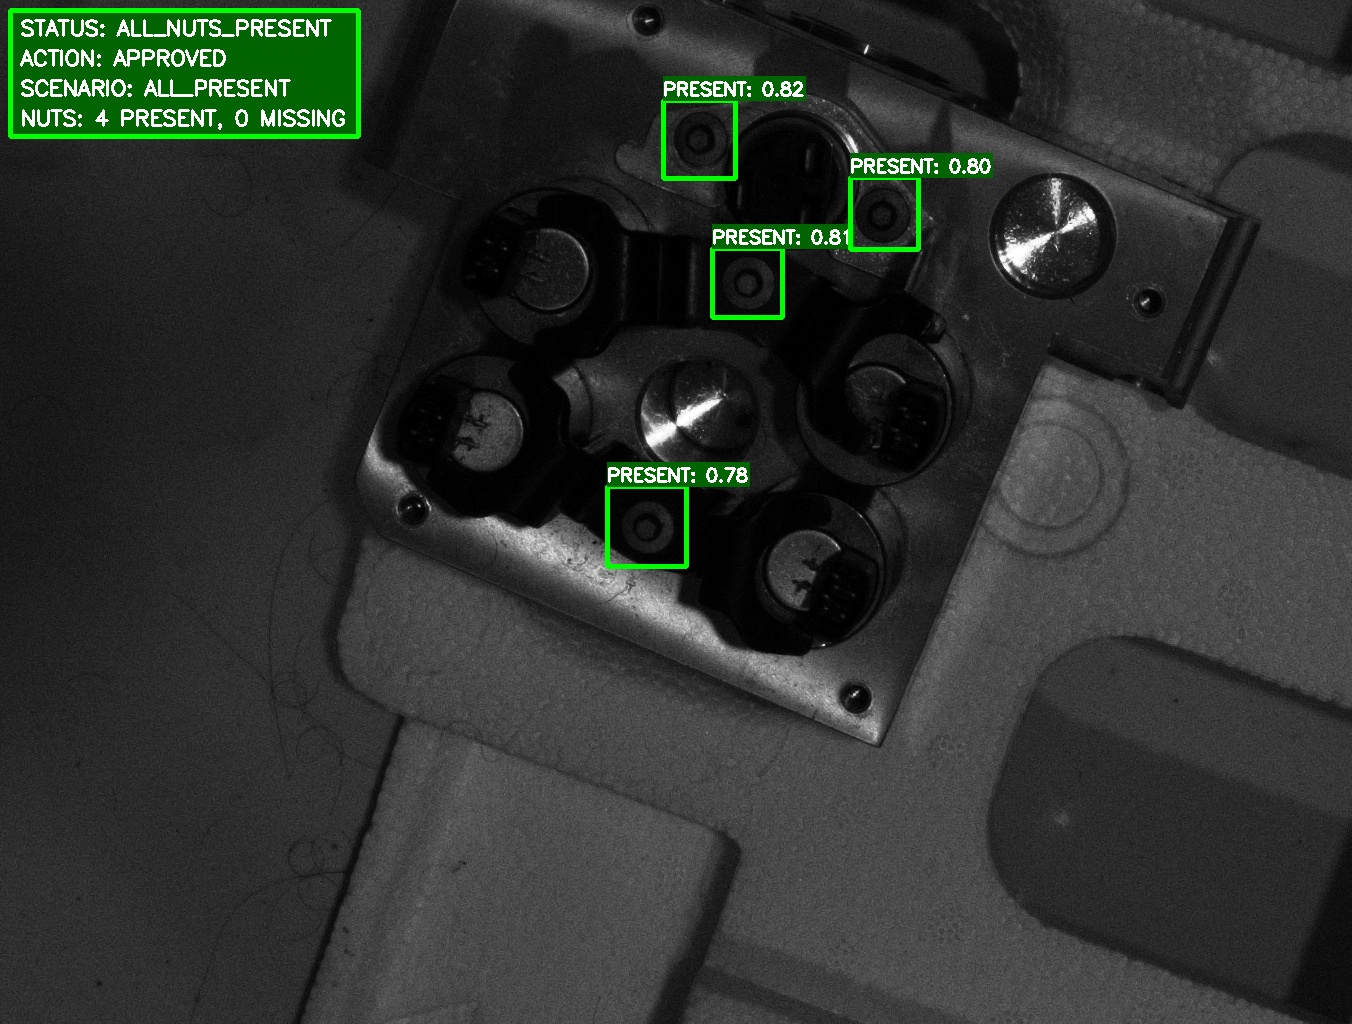 STATUS: ALL_NUTS_PRESENT
ACTION: APPROVED
SCENARIO: ALL_PRESENT
NUTS: 4 PRESENT, 0 MISSING
PRESENT: 0.82
PRESENT: 0.80
PRESENT: 0.81
PRESENT: 0.78